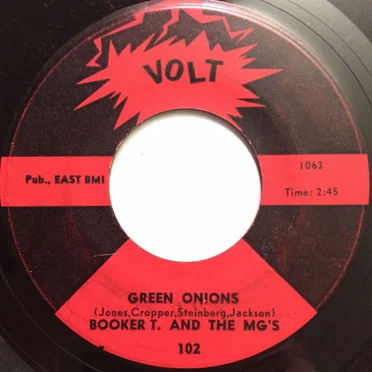 VOLT
Pub., EAST BMI
1063
Time: 2:45
GREEN ONIONS
(Jones,Cropper,Steinberg,Jackson)
BOOKER T. AND THE MG'S
102